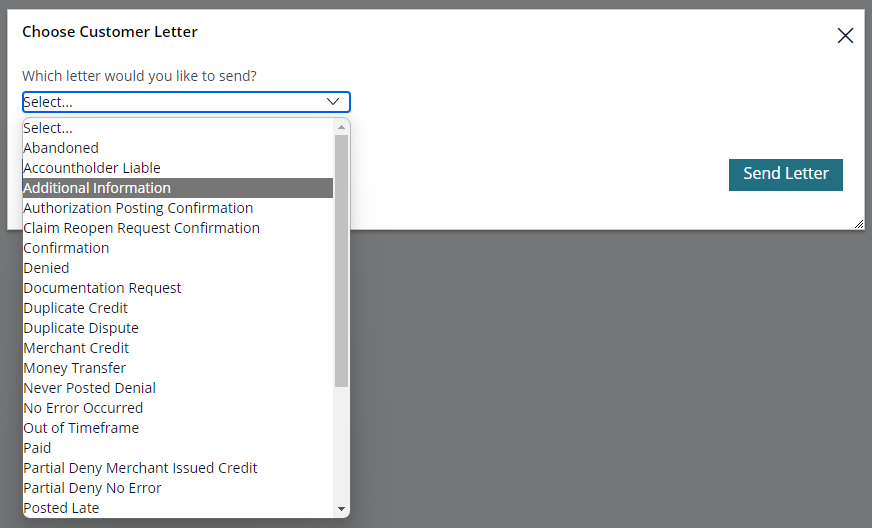 Choose Customer Letter
Which letter would you like to send?
Select...
Select...
Abandoned
Accountholder Liable
Additional Information
Authorization Posting Confirmation
Claim Reopen Request Confirmation
Confirmation
Denied
Documentation Request
Duplicate Credit
Duplicate Dispute
Merchant Credit
Money Transfer
Never Posted Denial
No Error Occurred
Out of Timeframe
Paid
Partial Deny Merchant Issued Credit
Partial Deny No Error
Posted Late
Send Letter